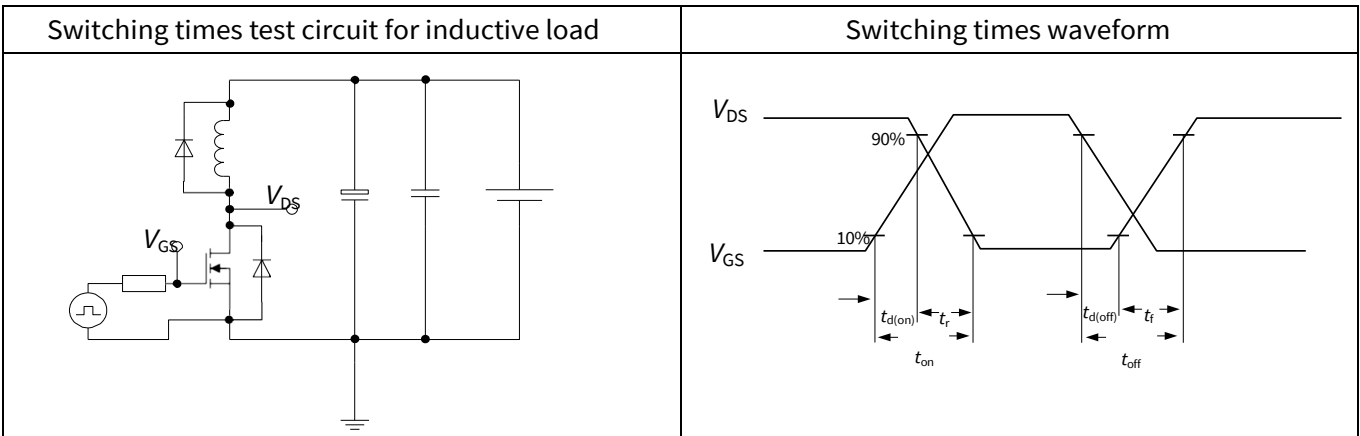 Switching times test circuit for inductive load
Switching times waveform
VDS
VGS
VDS
90%
10%
VGS
td(on)
tr
ton
td(off)
tf
toff